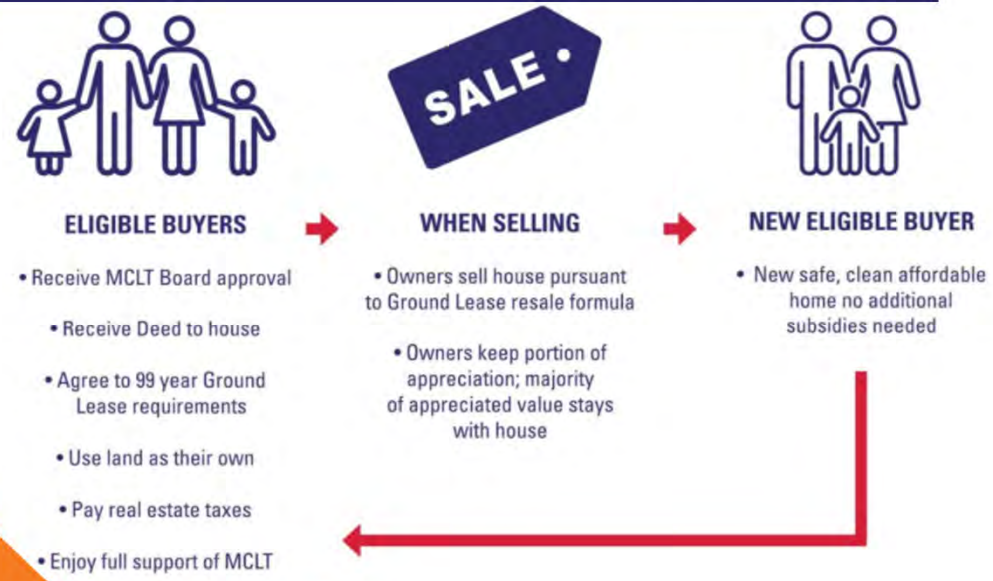 SALE
ELIGIBLE BUYERS
• Receive MCLT Board approval
• Receive Deed to house
• Agree to 99 year Ground
Lease requirements
• Use land as their own
• Pay real estate taxes
• Enjoy full support of MCLT
WHEN SELLING
• Owners sell house pursuant
to Ground Lease resale formula
• Owners keep portion of
appreciation; majority
of appreciated value stays
with house
NEW ELIGIBLE BUYER
• New safe, clean affordable
home no additional
subsidies needed